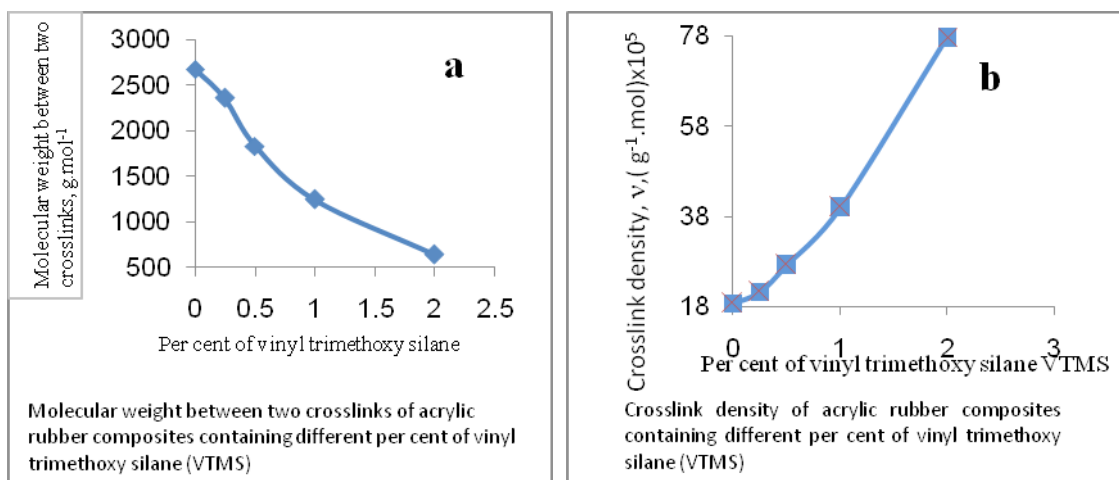 Molecular weight between two
crosslinks, g.mol-1
3000
2500
2000
1500
1000
500
a
0 0.5 1 1.5 2 2.5
Per cent of vinyl trimethoxy silane
Molecular weight between two crosslinks of acrylic
rubber composites containing different per cent of vinyl
trimethoxy silane (VTMS)
Crosslink density, ν,( g-1.mol)x10⁵
78
58
38
18
b
0 1 2 3
Per cent of vinyl trimethoxy silane VTMS
Crosslink density of acrylic rubber composites
containing different per cent of vinyl trimethoxy
silane (VTMS)